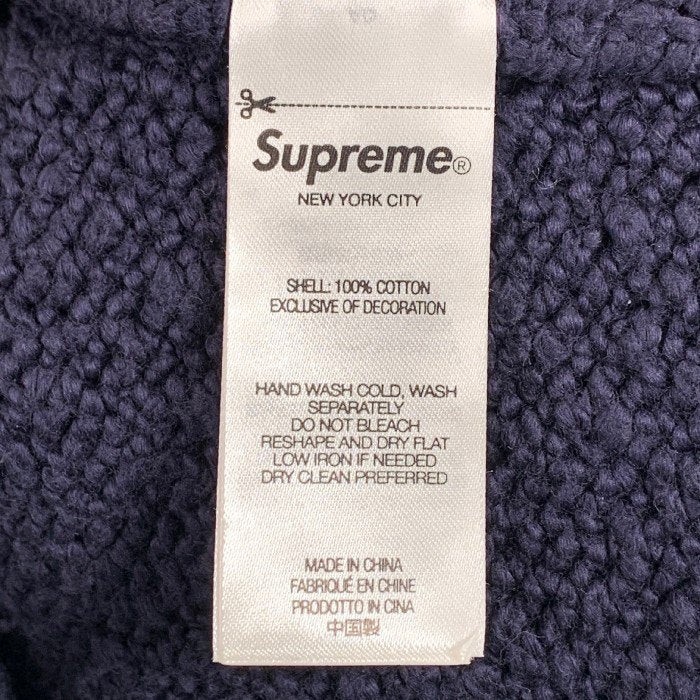 Supreme®
NEW YORK CITY
SHELL: 100% COTTON
EXCLUSIVE OF DECORATION
HAND WASH COLD, WASH
SEPARATELY
DO NOT BLEACH
RESHAPE AND DRY FLAT
LOW IRON IF NEEDED
DRY CLEAN PREFERRED
MADE IN CHINA
FABRIQUÉ EN CHINE
PRODOTTO IN CINA
中国製